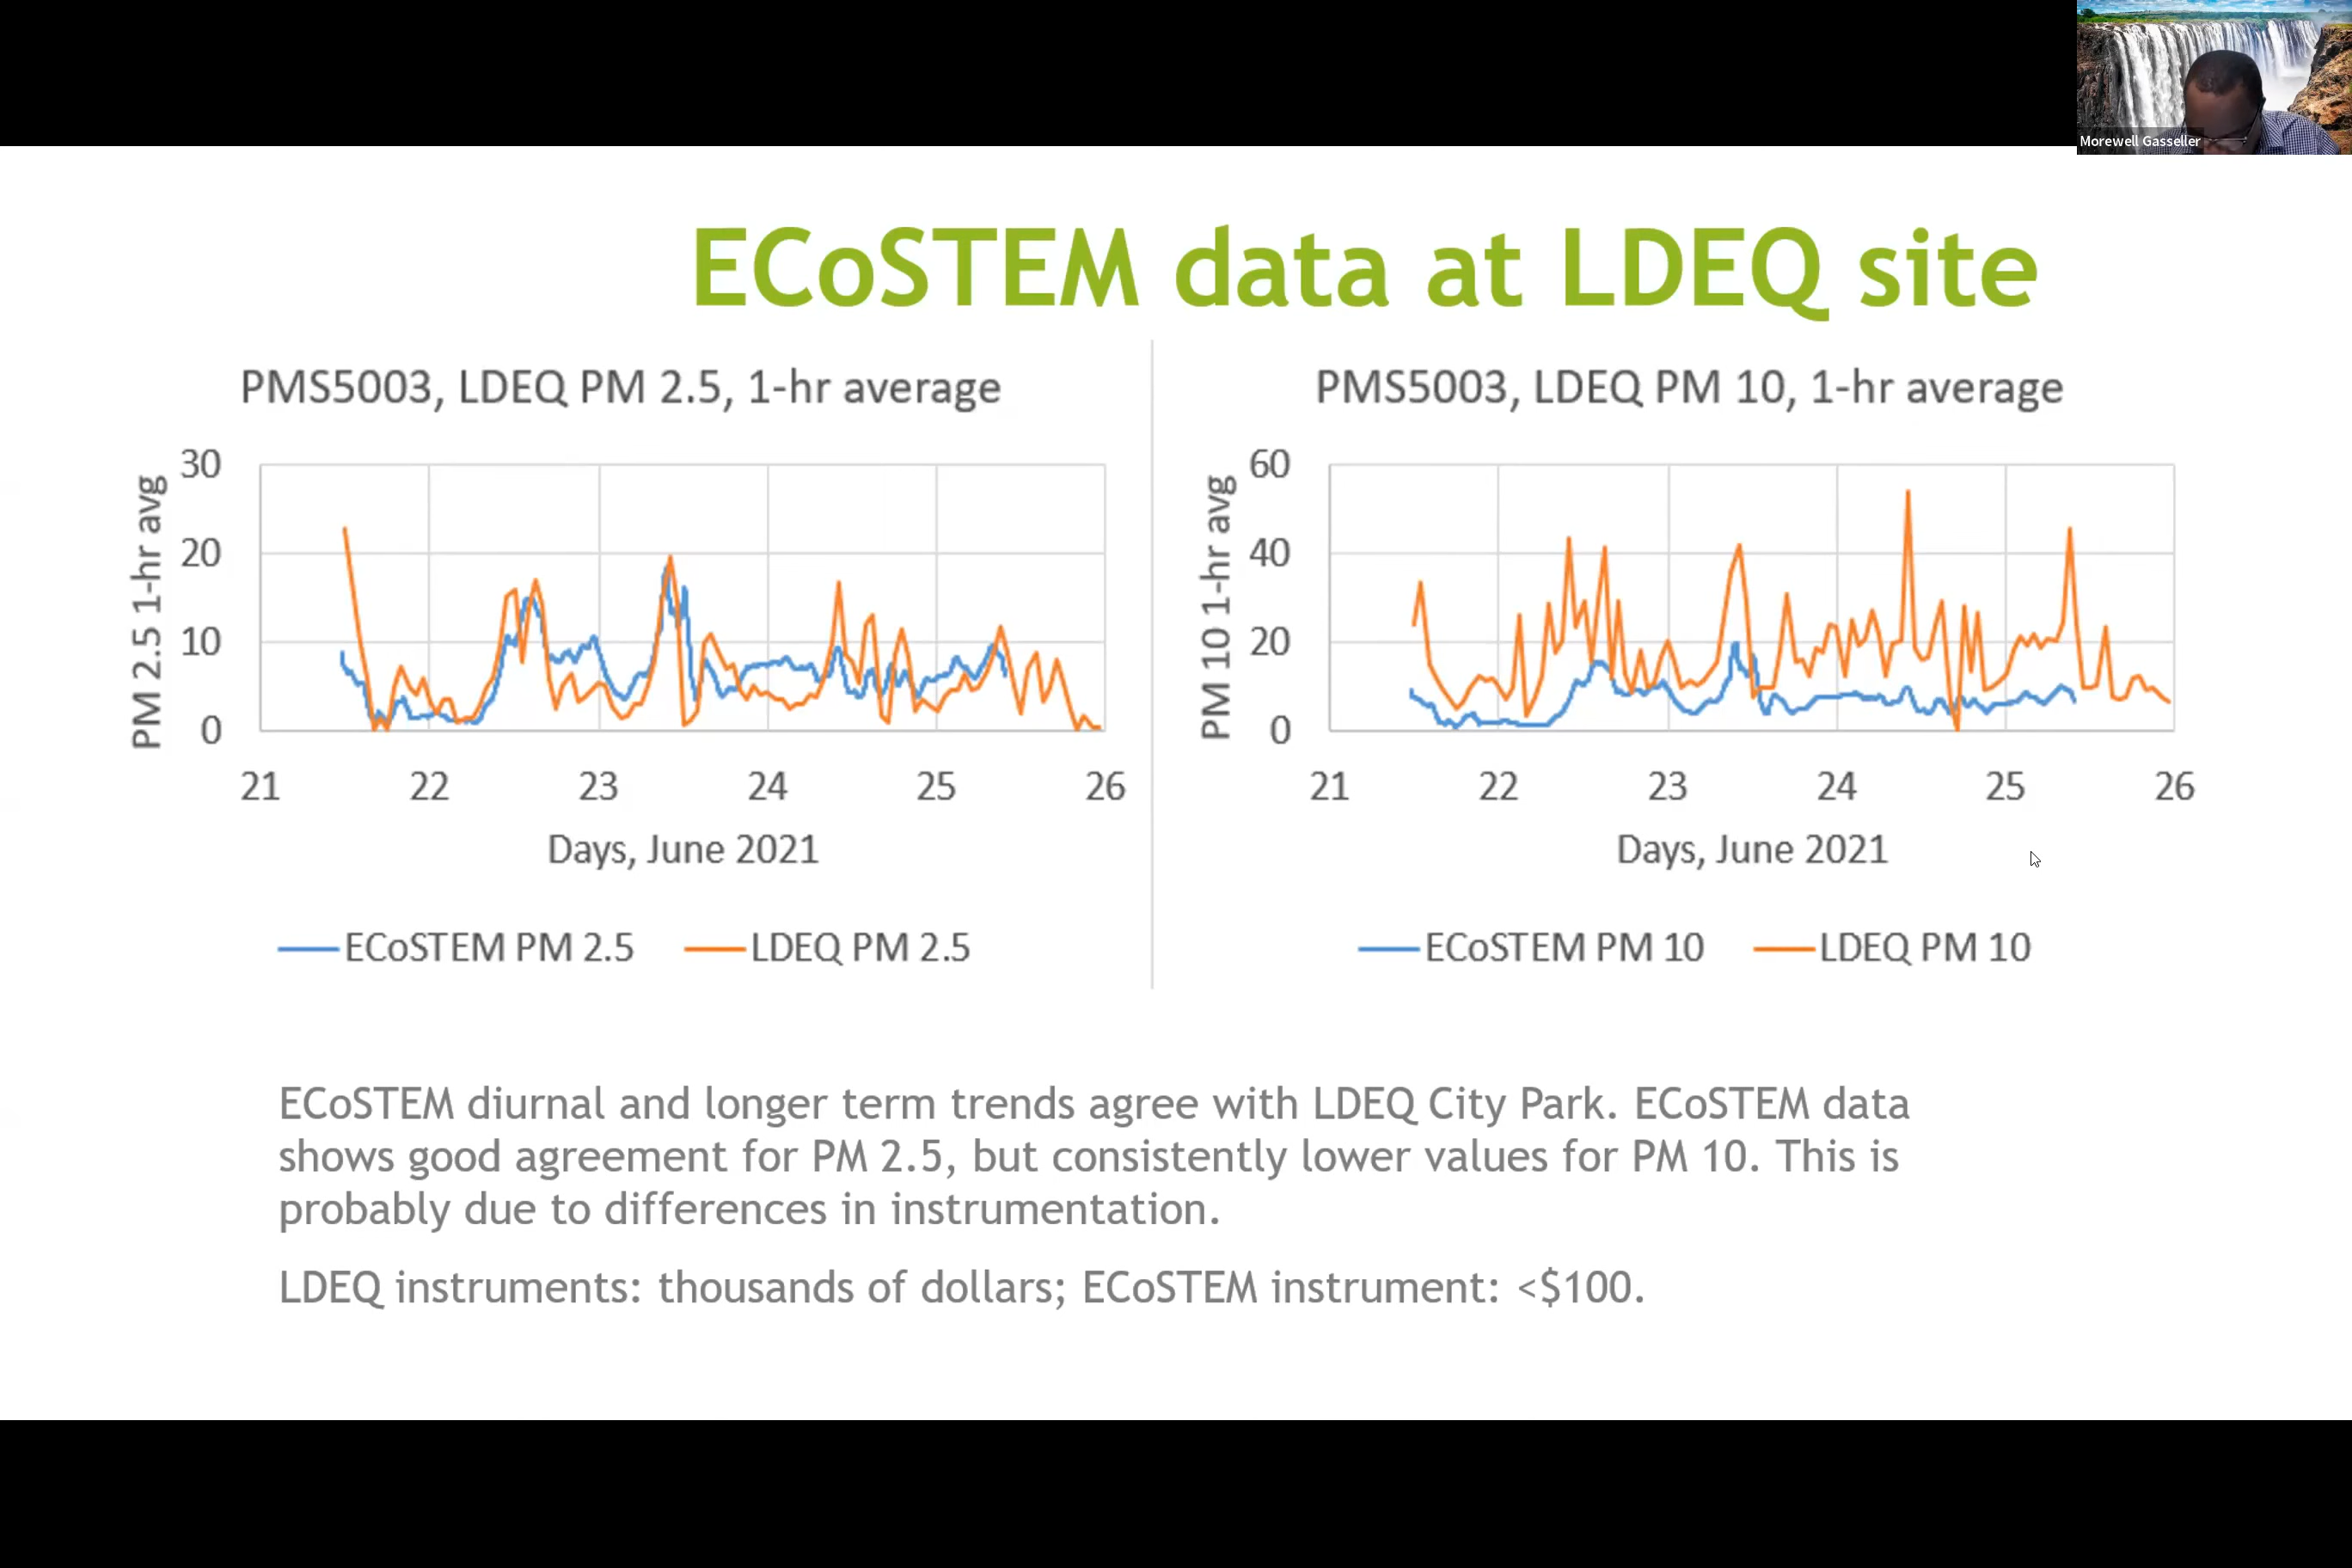 Morewell Gasseller
ECoSTEM data at LDEQ site
PMS5003, LDEQ PM 2.5, 1-hr average
PM 2.5 1-hr avg
30
20
10
0
21 22 23 24 25 26
Days, June 2021
ECoSTEM PM 2.5 LDEQ PM 2.5
PMS5003, LDEQ PM 10, 1-hr average
PM 10 1-hr avg
60
40
20
0
21 22 23 24 25 26
Days, June 2021
ECoSTEM PM 10 LDEQ PM 10
ECoSTEM diurnal and longer term trends agree with LDEQ City Park. ECoSTEM data
shows good agreement for PM 2.5, but consistently lower values for PM 10. This is
probably due to differences in instrumentation.
LDEQ instruments: thousands of dollars; ECoSTEM instrument: <$100.